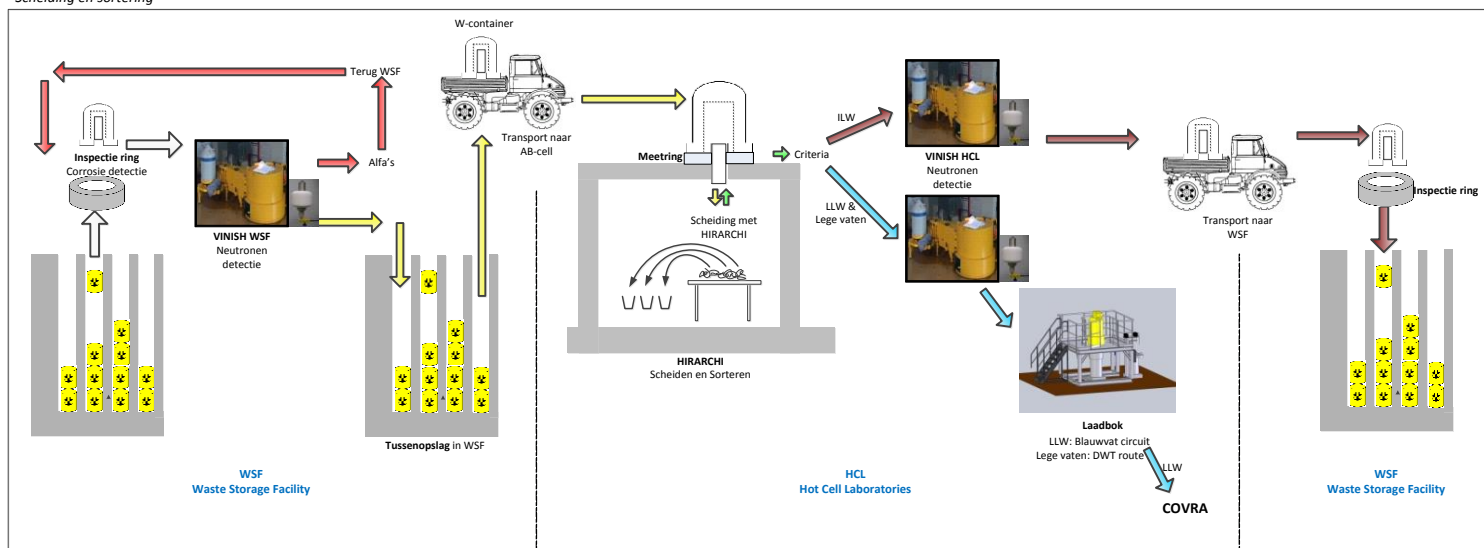 Scheiding en sortering
W-container
Terug WSF
Inspectie ring
Corrosie detectie
Alfa's
VINISH WSF
Neutronen
detectie
Transport naar
AB-cell
Tussenopslag in WSF
WSF
Waste Storage Facility
Meetring
Criteria
Scheiding met
HIRARCHI
HIRARCHI
Scheiden en Sorteren
ILW
LLW &
Lege vaten
VINISH HCL
Neutronen
detectie
Laadbok
LLW: Blauwvat circuit
Lege vaten: DWT route
LLW
COVRA
HCL
Hot Cell Laboratories
Transport naar
WSF
Inspectie ring
WSF
Waste Storage Facility